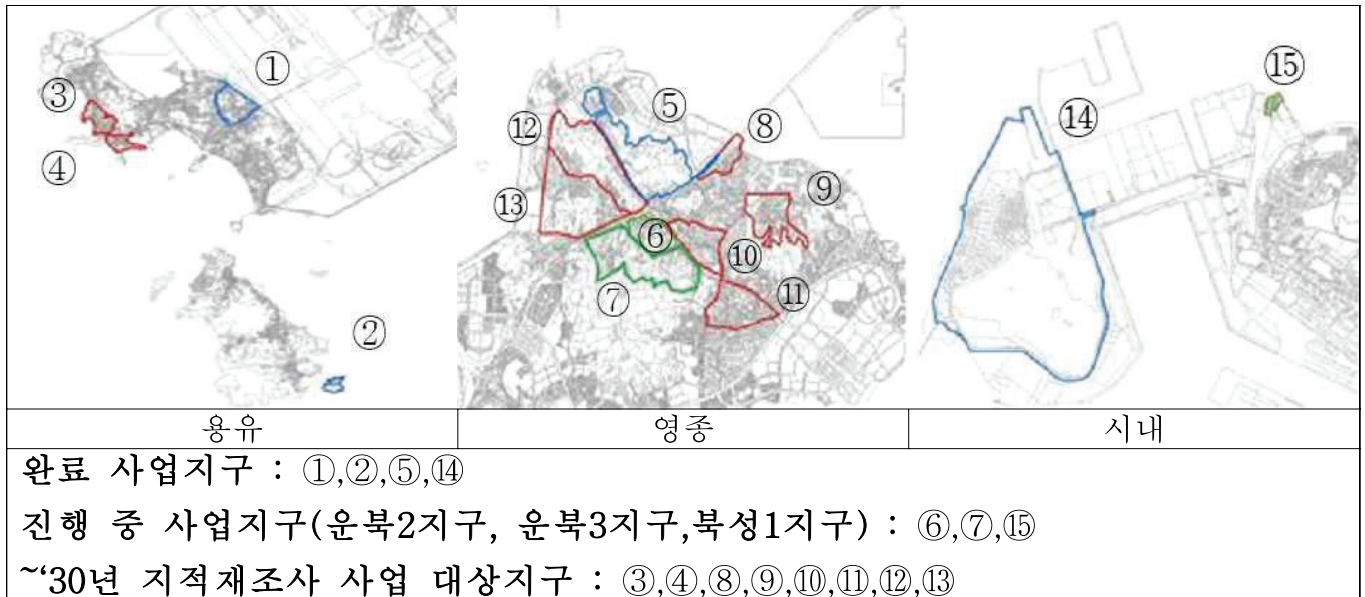 ①
③
④
②
⑤
⑧
⑫
⑨
⑬
⑥
⑩
⑦
⑪
⑮
⑭
용유
영종
시내
완료 사업지구 : ①,②,⑤,⑭
진행 중 사업지구(운북2지구, 운북3지구,북성1지구) : ⑥,⑦,⑮
~‘30년 지적재조사 사업 대상지구 : ③,④,⑧,⑨,⑩,⑪,⑫,⑬